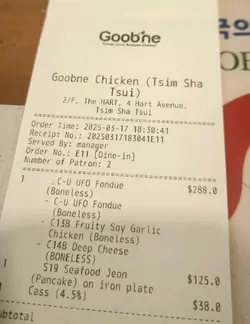 Goobne
Goobne Chicken (Tsim Sha
Tsui)
2/F, The HART, 4 Hart Avenue,
Tsim Sha Tsui
Order Time: 2025-03-17 18:30:41
Receipt No.: 20250317183041E11
Served By: manager
Order No.: E11 [Dine-in]
Number of Patron: 2
1 .C-U UFO Fondue $288.0
(Boneless)
- C-U UFO Fondue
(Boneless)
- C13B Fruity Soy Garlic
Chicken (Boneless)
- C14B Deep Cheese
(BONELESS)
1 S19 Seafood Jeon $125.0
(Pancake) on iron plate
1 Cass (4.5%) $38.0
Subtotal